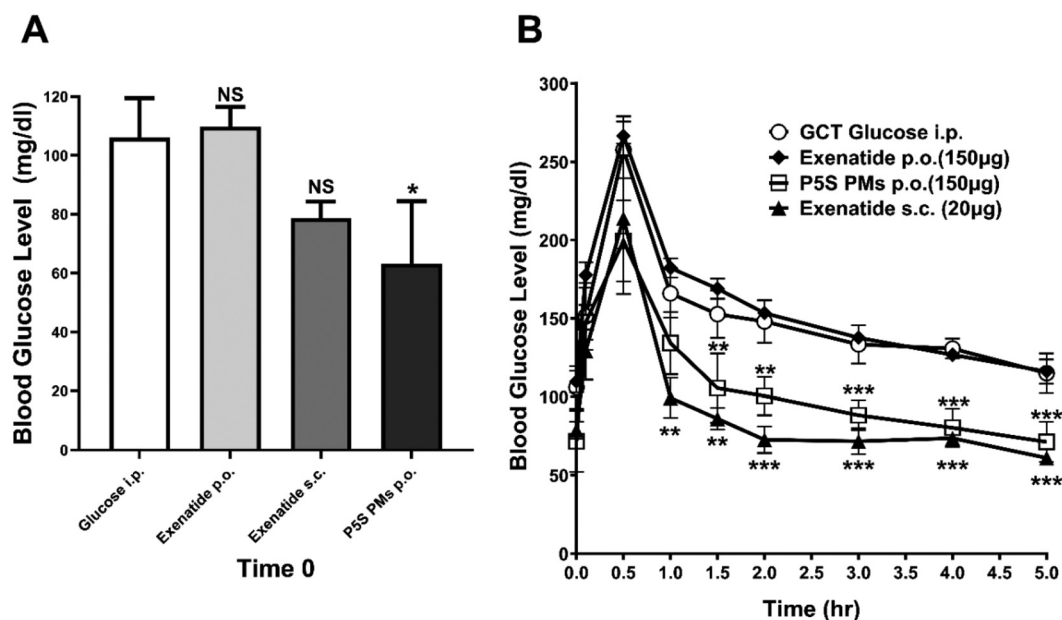 A
Blood Glucose Level (mg/dl)
120
100
80
60
40
20
0
NS
NS
*
Glucose i.p.
Exenatide p.o.
Exenatide s.c.
P5S PMs p.o.
Time 0
B
Blood Glucose Level (mg/dl)
300
250
200
150
100
50
0
GCT Glucose i.p.
Exenatide p.o.(150µg)
P5S PMs p.o.(150µg)
Exenatide s.c. (20µg)
**
**
***
***
***
**
**
***
***
***
***
0.0
0.5
1.0
1.5
2.0
2.5
3.0
3.5
4.0
4.5
5.0
Time (hr)